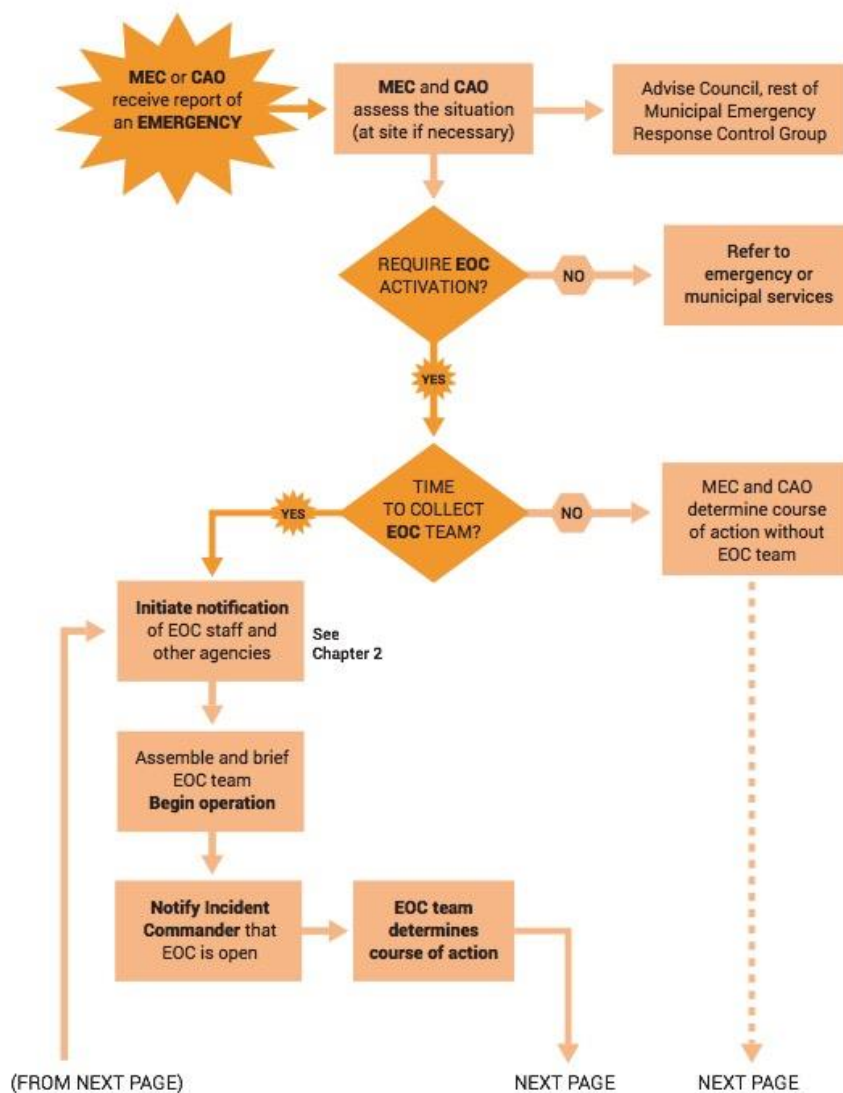 MEC or CAO
receive report of
an EMERGENCY
MEC and CAO
assess the situation
(at site if necessary)
Advise Council, rest of
Municipal Emergency
Response Control Group
REQUIRE EOC
ACTIVATION?
NO
Refer to
emergency or
municipal services
YES
TIME
TO COLLECT
EOC TEAM?
YES
NO
MEC and CAO
determine course
of action without
EOC team
Initiate notification
of EOC staff and
other agencies
See
Chapter 2
Assemble and brief
EOC team
Begin operation
Notify Incident
Commander that
EOC is open
EOC team
determines
course of action
(FROM NEXT PAGE)
NEXT PAGE
NEXT PAGE